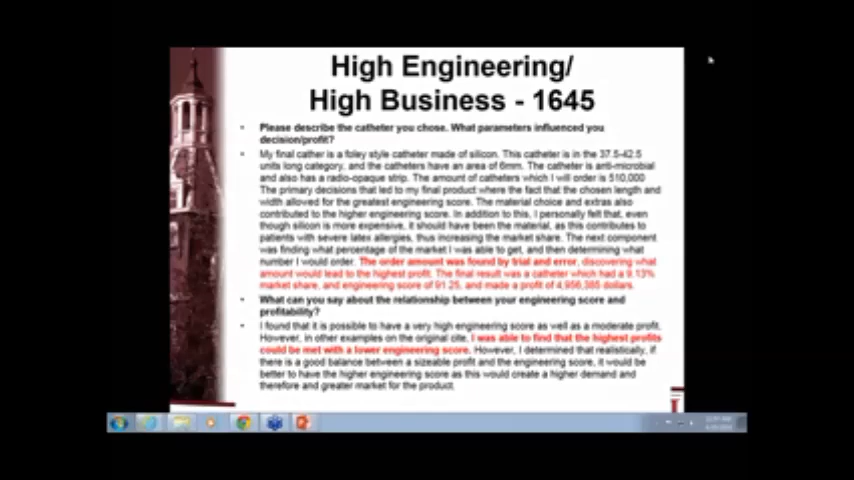 High Engineering/
High Business - 1645
• Please describe the catheter you chose. What parameters influenced you
decision/profit?
• My final cather is a foley style catheter made of silicon. This catheter is in the 37.5-42.5
units long category, and the catheters have an area of 6mm. The catheter is anti-microbial
and also has a radio-opaque strip. The amount of catheters which I will order is 510,000
The primary decisions that led to my final product where the fact that the chosen length and
width allowed for the greatest engineering score. The material choice and extras also
contributed to the higher engineering score. In addition to this, I personally felt that, even
though silicon is more expensive, it should have been the material, as this contributes to
patients with severe latex allergies, thus increasing the market share. The next component
was finding what percentage of the market I was able to get, and then determining what
number I would order. The order amount was found by trial and error, discovering what
amount would lead to the highest profit. The final result was a catheter which had a 9.13%
market share, and engineering score of 91.25, and made a profit of 4,956,385 dollars.
• What can you say about the relationship between your engineering score and
profitability?
• I found that it is possible to have a very high engineering score as well as a moderate profit.
However, in other examples on the original cite, I was able to find that the highest profits
could be met with a lower engineering score. However, I determined that realistically, if
there is a good balance between a sizeable profit and the engineering score, it would be
better to have the higher engineering score as this would create a higher demand and
therefore and greater market for the product.